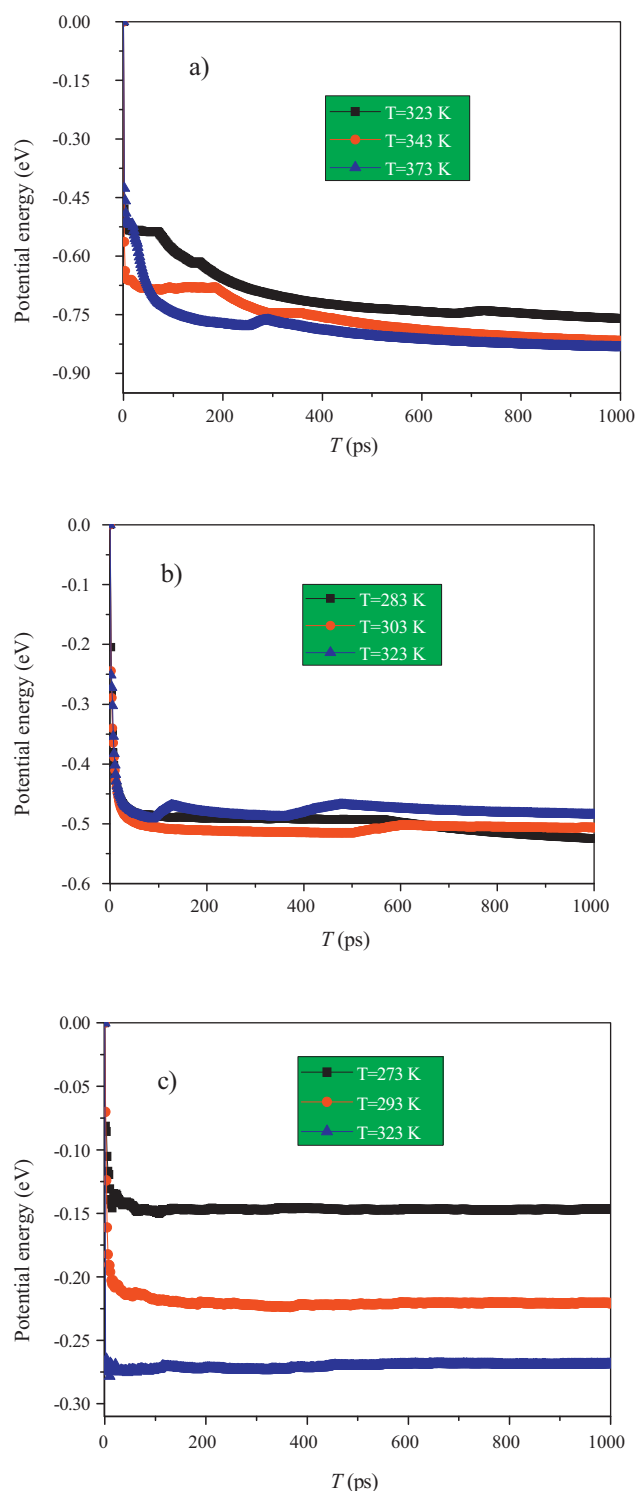 0.00
a)
-0.15
T=323 K
T=343 K
T=373 K
-0.30
-0.45
-0.60
-0.75
-0.90
Potential energy (eV)
0
200
400
600
800
1000
T (ps)
0.0
b)
-0.1
T=283 K
T=303 K
T=323 K
-0.2
-0.3
-0.4
-0.5
-0.6
Potential energy (eV)
0
200
400
600
800
1000
T (ps)
0.00
c)
-0.05
T=273 K
T=293 K
T=323 K
-0.10
-0.15
-0.20
-0.25
-0.30
Potential energy (eV)
0
200
400
600
800
1000
T (ps)